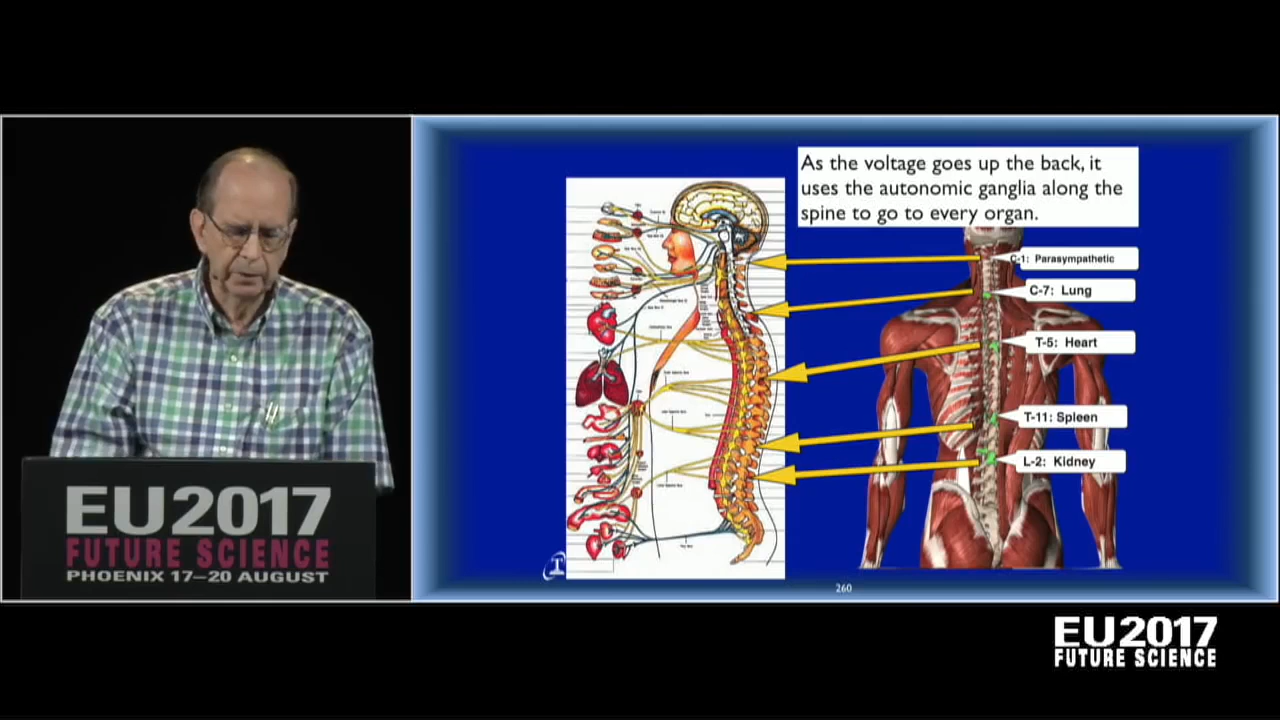 As the voltage goes up the back, it
uses the autonomic ganglia along the
spine to go to every organ.
C-1: Parasympathetic
C-7: Lung
T-5: Heart
T-11: Spleen
L-2: Kidney
260
EU2017
FUTURE SCIENCE
PHOENIX 17–20 AUGUST
EU2017
FUTURE SCIENCE